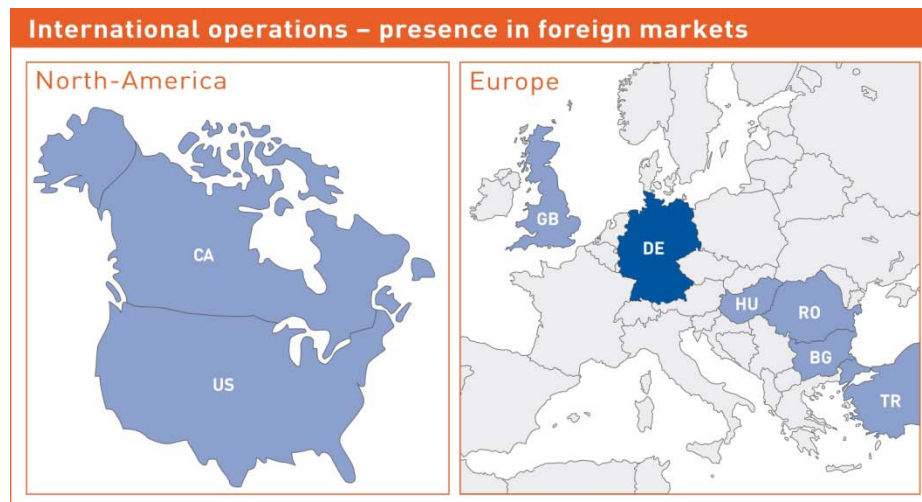 International operations – presence in foreign markets
North-America
CA
US
Europe
GB
DE
HU
RO
BG
TR